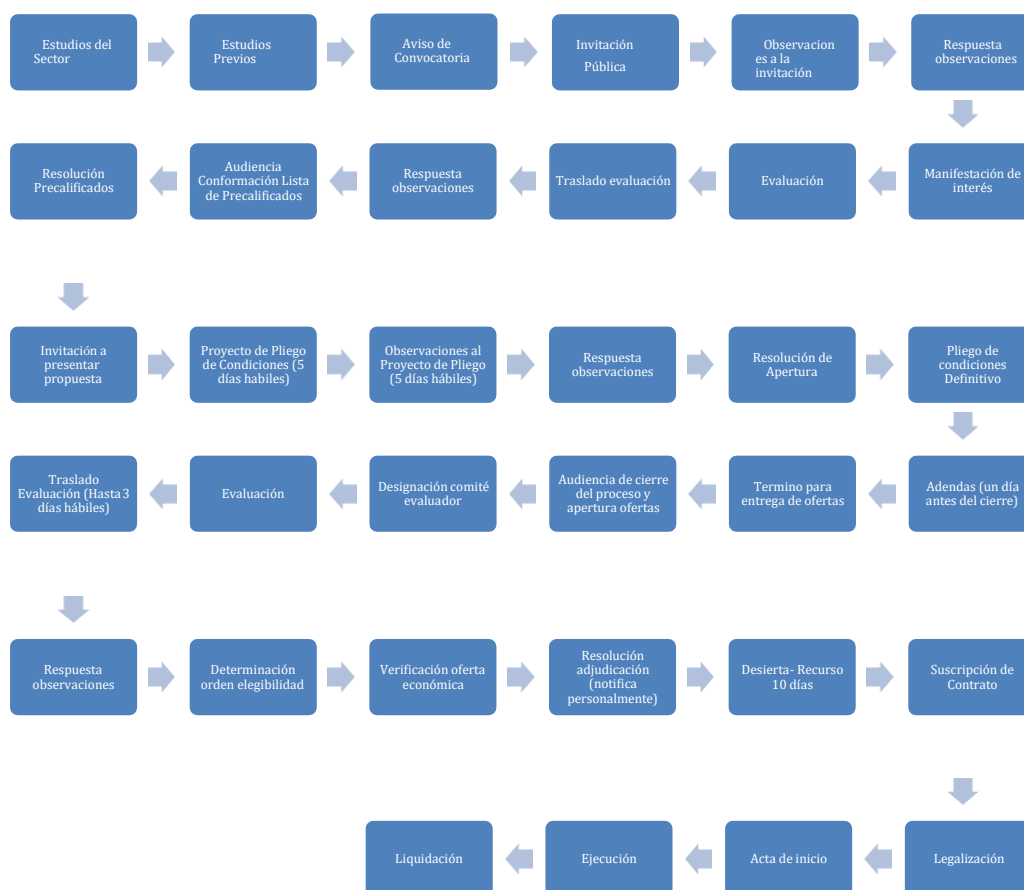 Estudios del
Sector
Estudios
Previos
Aviso de
Convocatoria
Invitación
Pública
Observacion
es a la
invitación
Respuesta
observaciones
Manifestación de
interés
Evaluación
Traslado evaluación
Respuesta
observaciones
Audiencia
Conformación Lista
de Precalificados
Resolución
Precalificados
Invitación a
presentar
propuesta
Proyecto de Pliego
de Condiciones (5
días habiles)
Observaciones al
Proyecto de Pliego
(5 días hábiles)
Respuesta
observaciones
Resolución de
Apertura
Pliego de
condiciones
Definitivo
Adendas (un día
antes del cierre)
Termino para
entrega de ofertas
Audiencia de cierre
del proceso y
apertura ofertas
Designación comité
evaluador
Evaluación
Traslado
Evaluación (Hasta 3
días hábiles)
Respuesta
observaciones
Determinación
orden elegibilidad
Verificación oferta
económica
Resolución
adjudicación
(notifica
personalmente)
Desierta- Recurso
10 días
Suscripción de
Contrato
Legalización
Acta de inicio
Ejecución
Liquidación